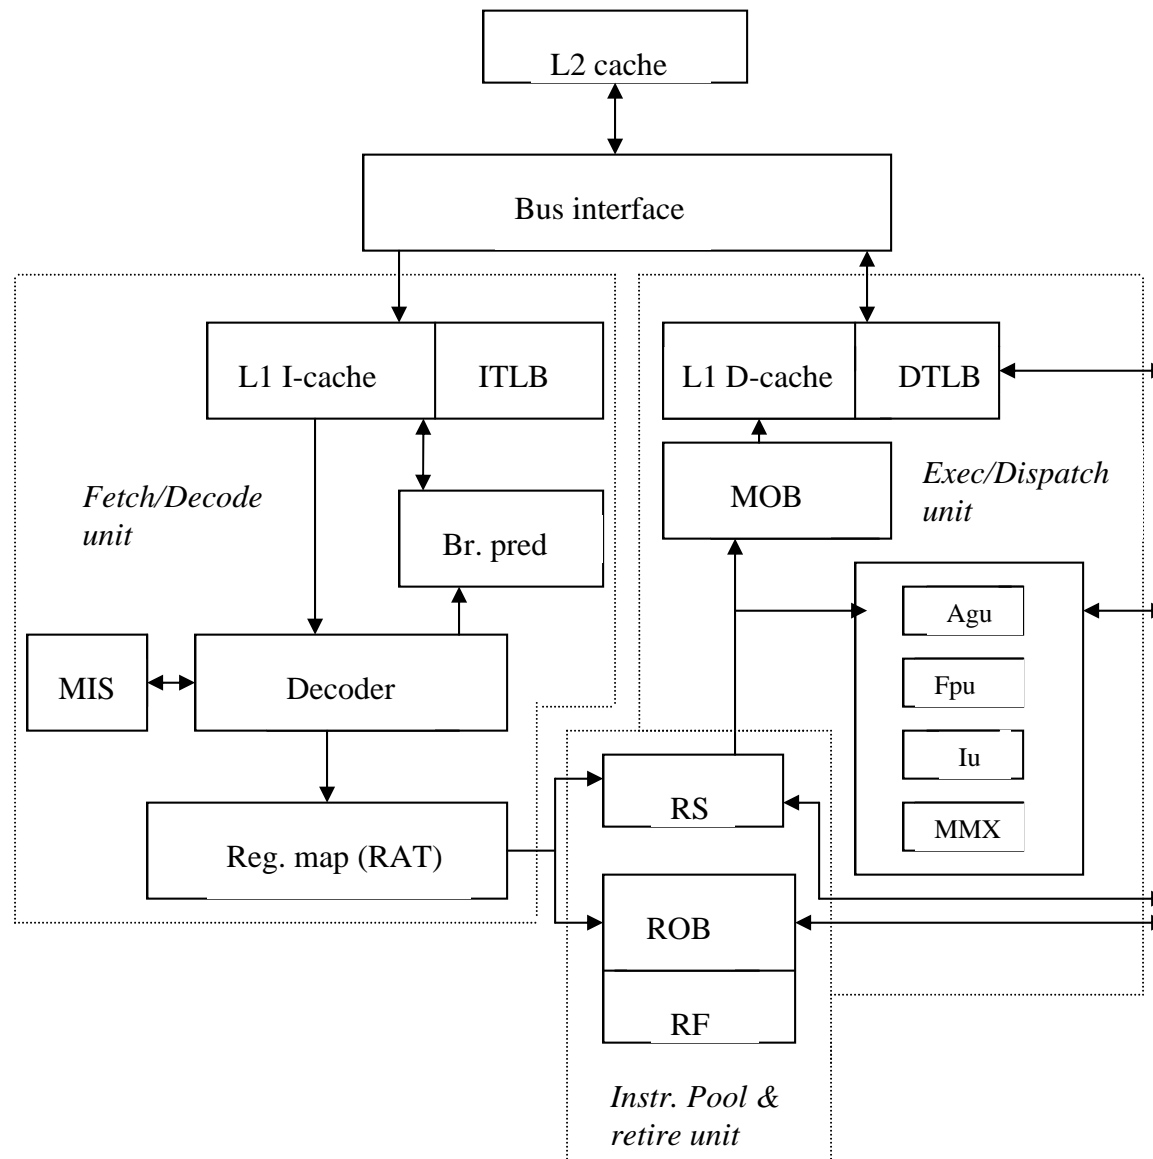 L2 cache
Bus interface
L1 I-cache
ITLB
L1 D-cache
DTLB
Fetch/Decode
unit
Br. pred
MOB
Exec/Dispatch
unit
MIS
Decoder
Agu
Fpu
Iu
MMX
Reg. map (RAT)
RS
ROB
RF
Instr. Pool &
retire unit